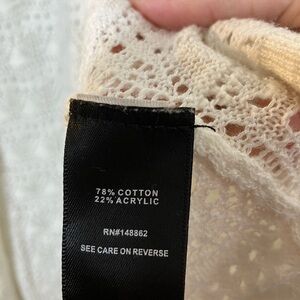 78% COTTON
22% ACRYLIC
RN#148862
SEE CARE ON REVERSE